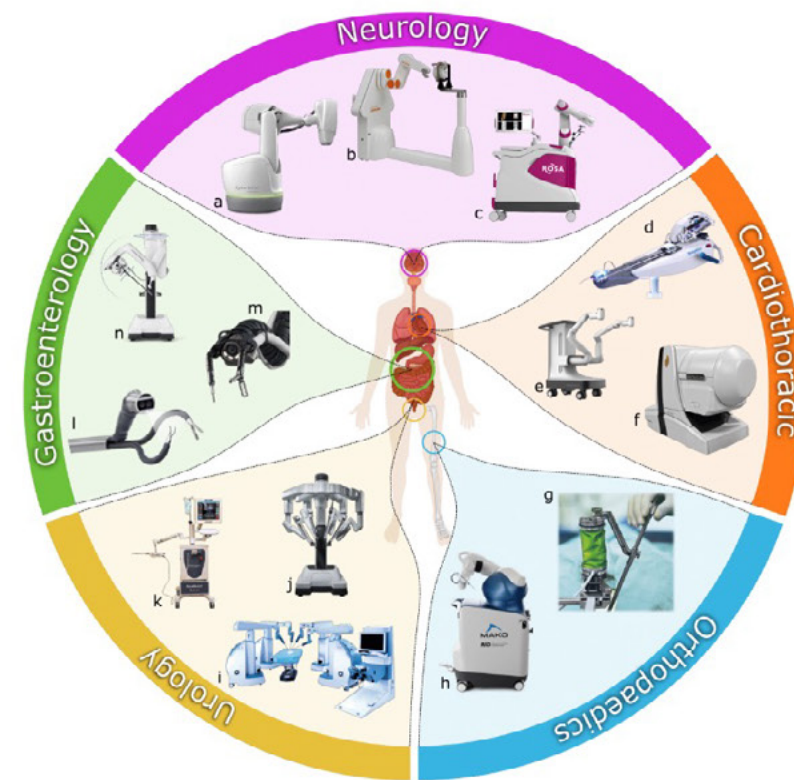 Neurology
a
b
c
ROSA
Cardiothoracic
d
e
f
Orthopaedics
g
h
MAKO
Urology
i
j
k
Gastroenterology
l
m
n